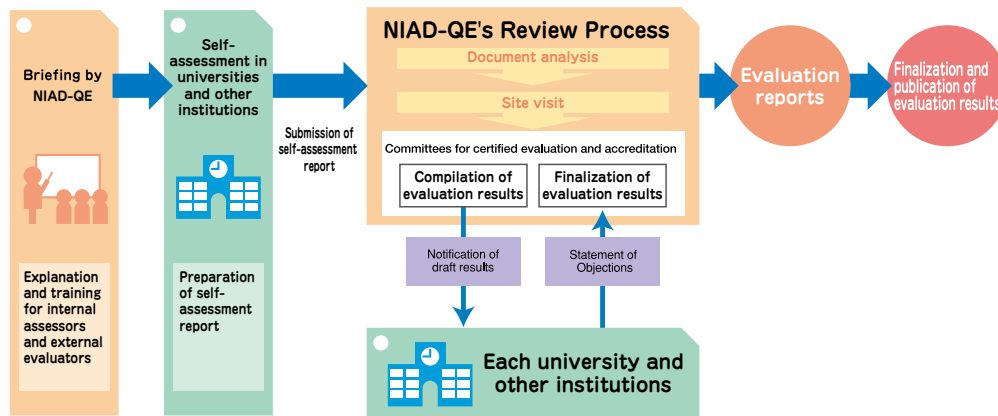 Briefing by
NIAD-QE
Explanation
and training
for internal
assessors
and external
evaluators
Self-
assessment in
universities
and other
institutions
Preparation
of self-
assessment
report
Submission of
self-assessment
report
NIAD-QE's Review Process
Document analysis
Site visit
Committees for certified evaluation and accreditation
Compilation of
evaluation results
Finalization of
evaluation results
Notification of
draft results
Statement of
Objections
Each university and
other institutions
Evaluation
reports
Finalization and
publication of
evaluation results